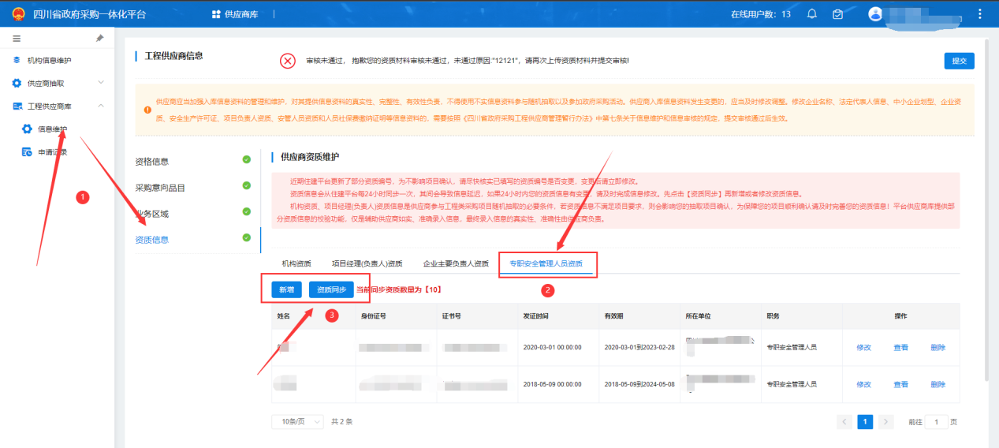 四川省政府采购一体化平台
供应商库
在线用户数: 13
机构信息维护
供应商抽取
工程供应商库
信息维护
申请记录
1
工程供应商信息
审核未通过, 抱歉您的资质材料审核未通过, 未通过原因:"12121", 请再次上传资质材料并提交审核!
提交
供应商应当加强入库信息资料的管理和维护, 对其提供信息资料的真实性、完整性、有效性负责, 不得使用不实信息资料参与随机抽取以及参加政府采购活动。供应商入库信息资料发生变更的, 应当及时修改调整。修改企业名称、法定代表人信息、中小企业划型、企业资
质、安全生产许可证、项目负责人资质、安管人员资质和人员社保费缴纳证明等信息资料的, 需要按照《四川省政府采购工程供应商管理暂行办法》中第七条关于信息维护和信息审核的规定, 提交审核通过后生效。
资格信息
采购意向品目
业务区域
资质信息
供应商资质维护
近期住建平台更新了部分资质编号, 为不影响项目确认, 请尽快核实已填写的资质编号是否变更, 变更后请立即修改。
资质信息会从住建平台每24小时同步一次, 其间会导致信息延迟, 如果24小时内您的资质信息有变更, 请及时完成信息修改。先点击【资质同步】再新增或者修改资质信息。
机构资质、项目经理(负责人)资质信息是供应商参与工程类采购项目随机抽取的必要条件, 若资质信息不满足项目要求, 则会影响您的抽取项目确认, 为保障您的项目顺利确认请及时完善您的资质信息! 平台供应商库提供部
分资质信息的校验功能, 仅是辅助供应商如实、准确录入信息, 最终录入信息的真实性、准确性由供应商负责。
机构资质 项目经理(负责人)资质 企业主要负责人资质 专职安全管理人员资质
新增 资质同步 当前同步资质数量为【10】
2
3
姓名 身份证号 证书号 发证时间 有效期 所在单位 职务 操作
2020-03-01 00:00:00 2020-03-01到2023-02-28 专职安全管理人员 修改 查看 删除
2018-05-09 00:00:00 2018-05-09到2024-05-08 专职安全管理人员 修改 查看 删除
10条/页 共 2 条 1 前往 1 页